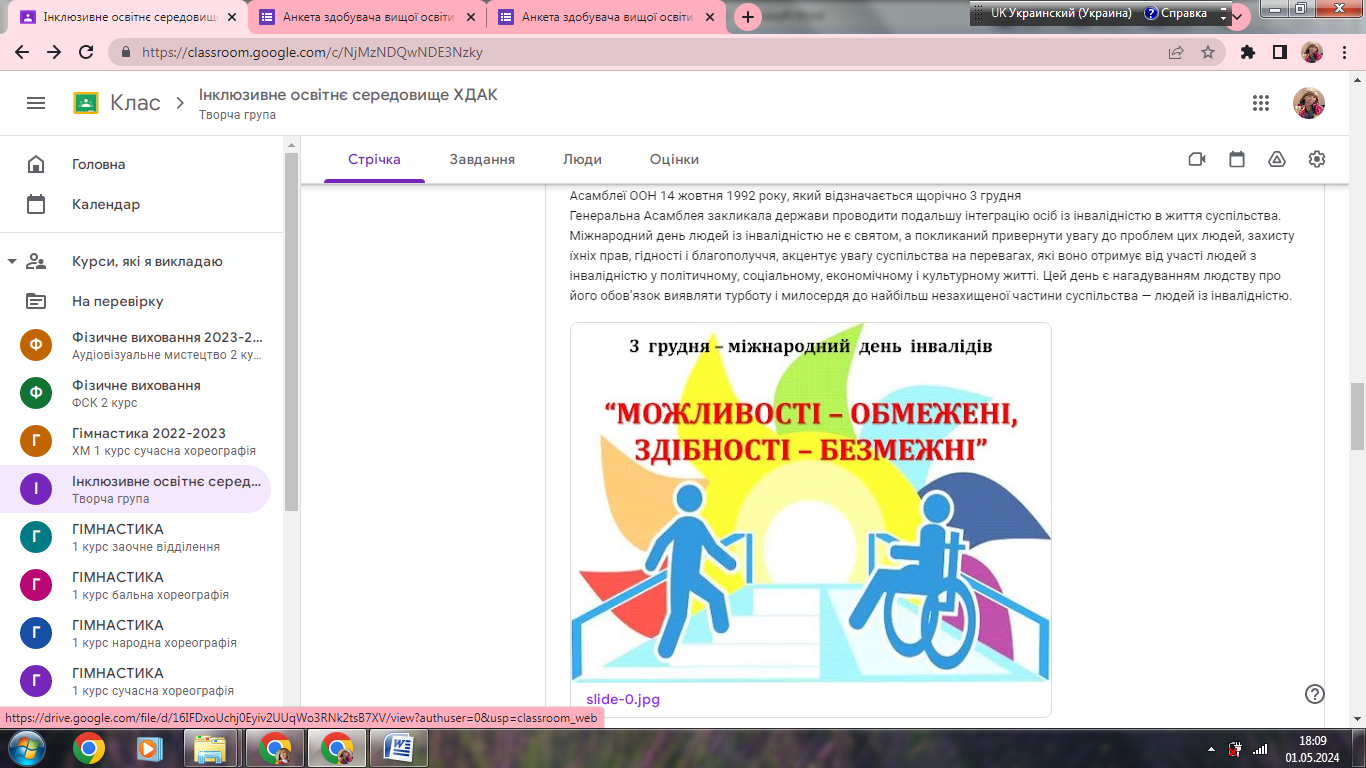 Інклюзивне освітнє середовище
Анкета здобувача вищої освіти
Анкета здобувача вищої освіти
UK Украинский (Украина)
Справка
https://classroom.google.com/c/NjMzNDQwNDE3Nzky
Клас
Інклюзивне освітнє середовище ХДАК
Творча група
Головна
Календар
Курси, які я викладаю
На перевірку
Ф
Фізичне виховання 2023-2...
Аудіовізуальне мистецтво 2 ку...
Ф
Фізичне виховання
ФСК 2 курс
Г
Гімнастика 2022-2023
ХМ 1 курс сучасна хореографія
І
Інклюзивне освітнє серед...
Творча група
Г
ГІМНАСТИКА
1 курс заочне відділення
Г
ГІМНАСТИКА
1 курс бальна хореографія
Г
ГІМНАСТИКА
1 курс народна хореографія
Г
ГІМНАСТИКА
1 курс сучасна хореографія
Стрічка
Завдання
Люди
Оцінки
Асамблеї ООН 14 жовтня 1992 року, який відзначається щорічно 3 грудня
Генеральна Асамблея закликала держави проводити подальшу інтеграцію осіб із інвалідністю в життя суспільства.
Міжнародний день людей із інвалідністю не є святом, а покликаний привернути увагу до проблем цих людей, захисту
їхніх прав, гідності і благополуччя, акцентує увагу суспільства на перевагах, які воно отримує від участі людей з
інвалідністю у політичному, соціальному, економічному і культурному житті. Цей день є нагадуванням людству про
його обов’язок виявляти турботу і милосердя до найбільш незахищеної частини суспільства — людей із інвалідністю.
3 грудня – міжнародний день інвалідів
“МОЖЛИВОСТІ – ОБМЕЖЕНІ,
ЗДІБНОСТІ – БЕЗМЕЖНІ”
slide-0.jpg
https://drive.google.com/file/d/16IFDxoUchj0Eyiv2UUqWo3RNk2tsB7XV/view?authuser=0&usp=classroom_web
18:09
01.05.2024